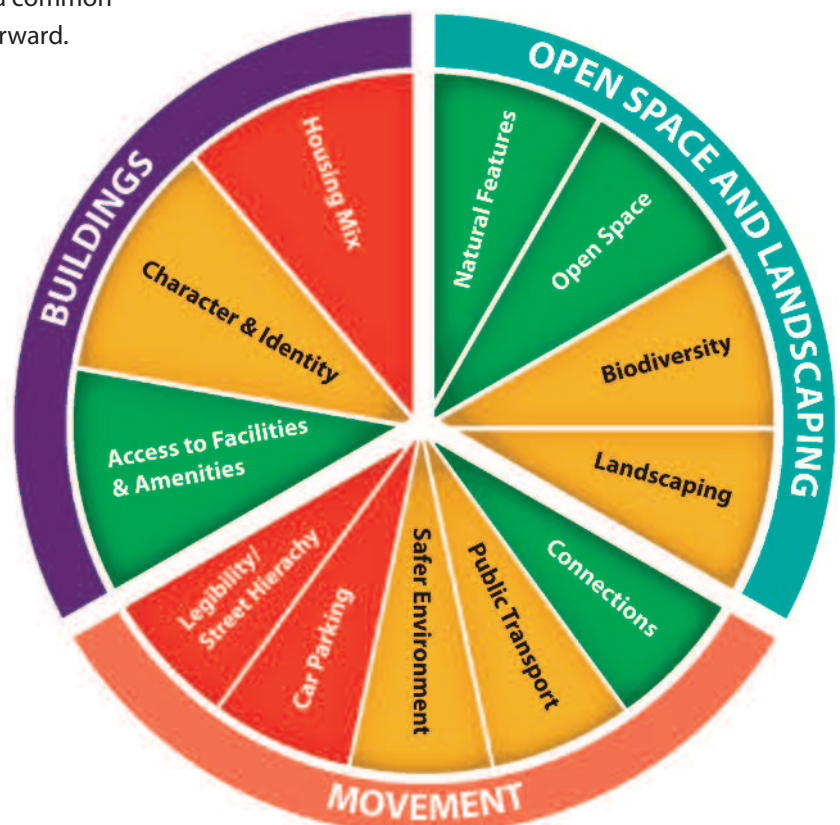 common
rward.
BUILDINGS
Housing Mix
Character & Identity
Access to Facilities
& Amenities
OPEN SPACE AND LANDSCAPING
Natural Features
Open Space
Biodiversity
Landscaping
MOVEMENT
Connections
Public Transport
Safer Environment
Car Parking
Legibility/
Street Hierachy